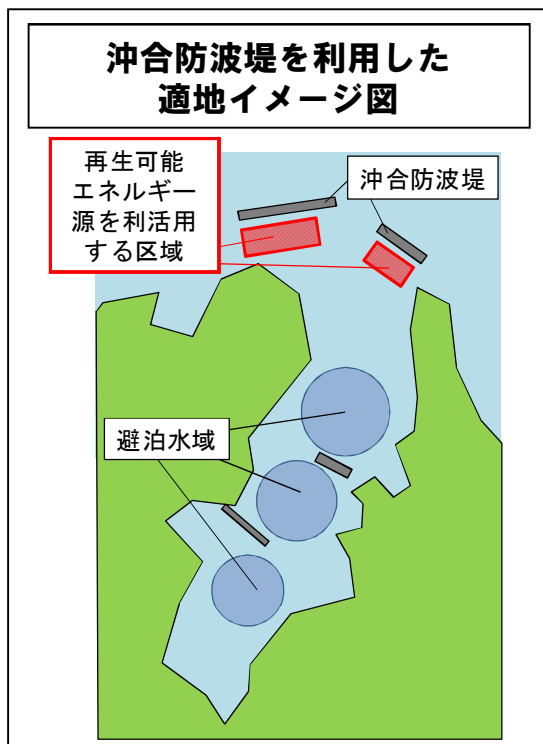 沖合防波堤を利用した
適地イメージ図
再生可能
エネルギー
源を利活用
する区域
沖合防波堤
避泊水域